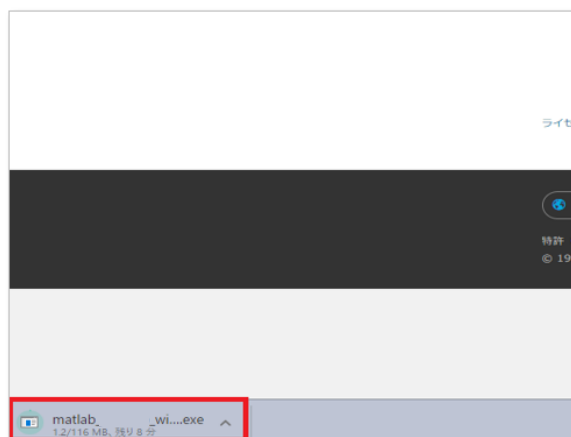 ライセ
特許
© 19
matlab_ _wi....exe
1.2/116 MB、残り 8 分